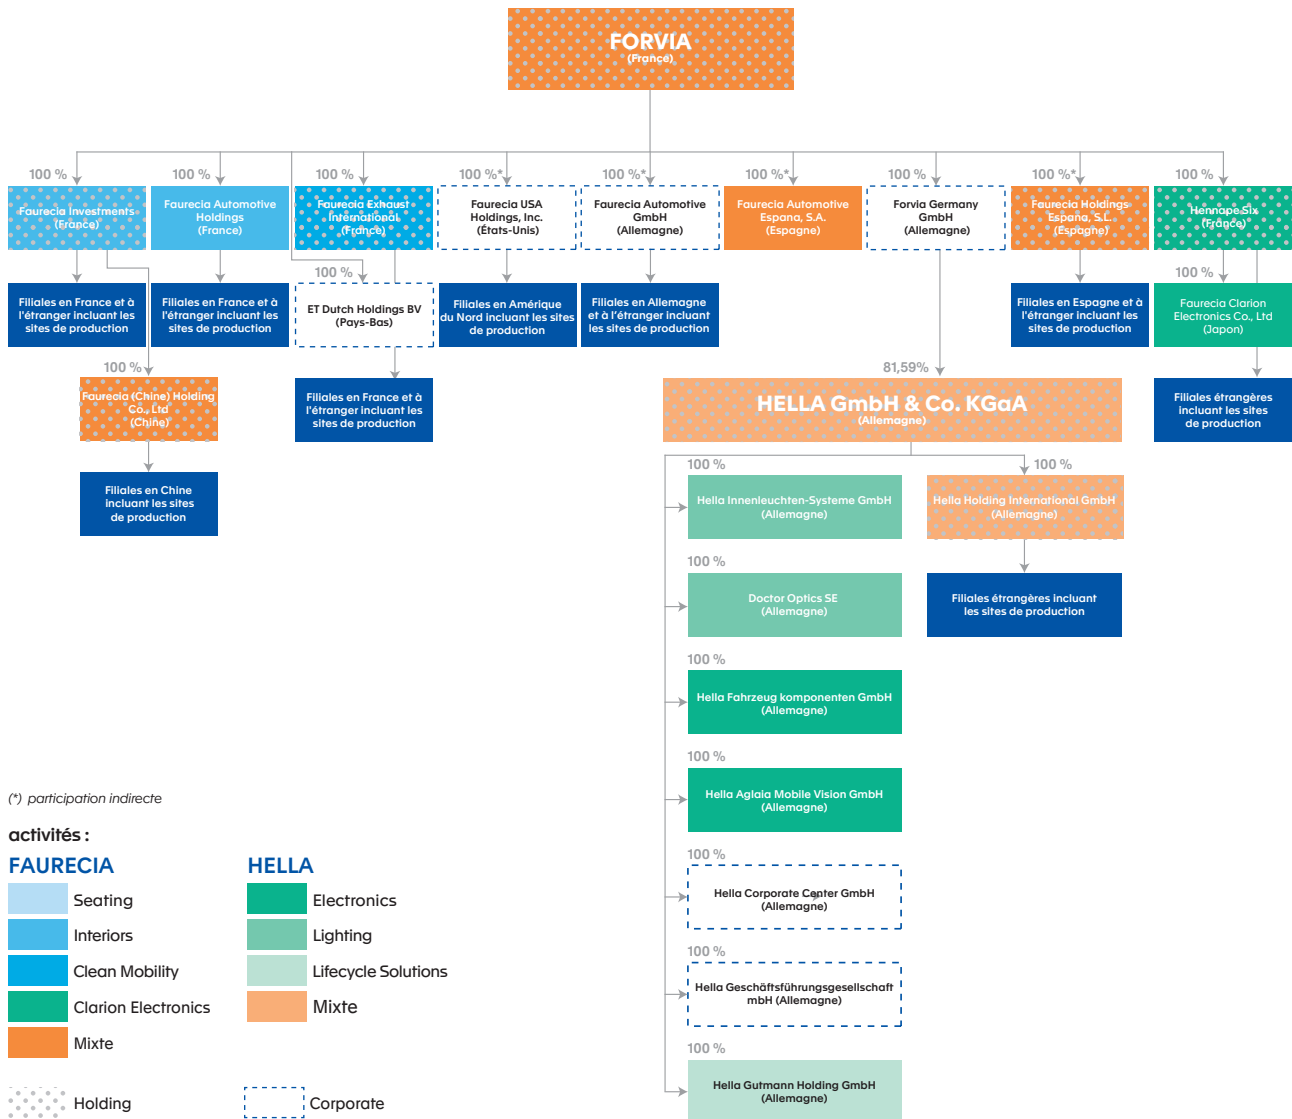 FORVIA
(France)
100 %
100 %
100 %
100 %*
100 %*
100 %*
100 %
100 %*
100 %
Faurecia Investments
(France)
Faurecia Automotive
Holdings
(France)
Faurecia Exhaust
International
(France)
Faurecia USA
Holdings, Inc.
(États-Unis)
Faurecia Automotive
GmbH
(Allemagne)
Faurecia Automotive
Espana, S.A.
(Espagne)
Forvia Germany
GmbH
(Allemagne)
Faurecia Holdings
Espana, S.L.
(Espagne)
Hennape Six
(France)
100 %
100 %
Filiales en France et à
l'étranger incluant les
sites de production
Filiales en France et à
l'étranger incluant les
sites de production
ET Dutch Holdings BV
(Pays-Bas)
Filiales en Amérique
du Nord incluant les sites
de production
Filiales en Allemagne
et à l’étranger incluant
les sites de production
Filiales en Espagne et à
l'étranger incluant les
sites de production
Faurecia Clarion
Electronics Co., Ltd
(Japon)
100 %
81,59%
Faurecia (Chine) Holding
Co., Ltd
(Chine)
Filiales en France et à
l'étranger incluant les
sites de production
HELLA GmbH & Co. KGaA
(Allemagne)
Filiales étrangères
incluant les sites
de production
Filiales en Chine
incluant les sites
de production
100 %
100 %
Hella Innenleuchten-Systeme GmbH
(Allemagne)
Hella Holding International GmbH
(Allemagne)
100 %
Doctor Optics SE
(Allemagne)
Filiales étrangères incluant
les sites de production
100 %
Hella Fahrzeug komponenten GmbH
(Allemagne)
100 %
Hella Aglaia Mobile Vision GmbH
(Allemagne)
100 %
Hella Corporate Center GmbH
(Allemagne)
100 %
Hella Geschäftsführungsgesellschaft
mbH (Allemagne)
100 %
Hella Gutmann Holding GmbH
(Allemagne)
(*) participation indirecte
activités :
FAURECIA
Seating
Interiors
Clean Mobility
Clarion Electronics
Mixte
Holding
HELLA
Electronics
Lighting
Lifecycle Solutions
Mixte
Corporate